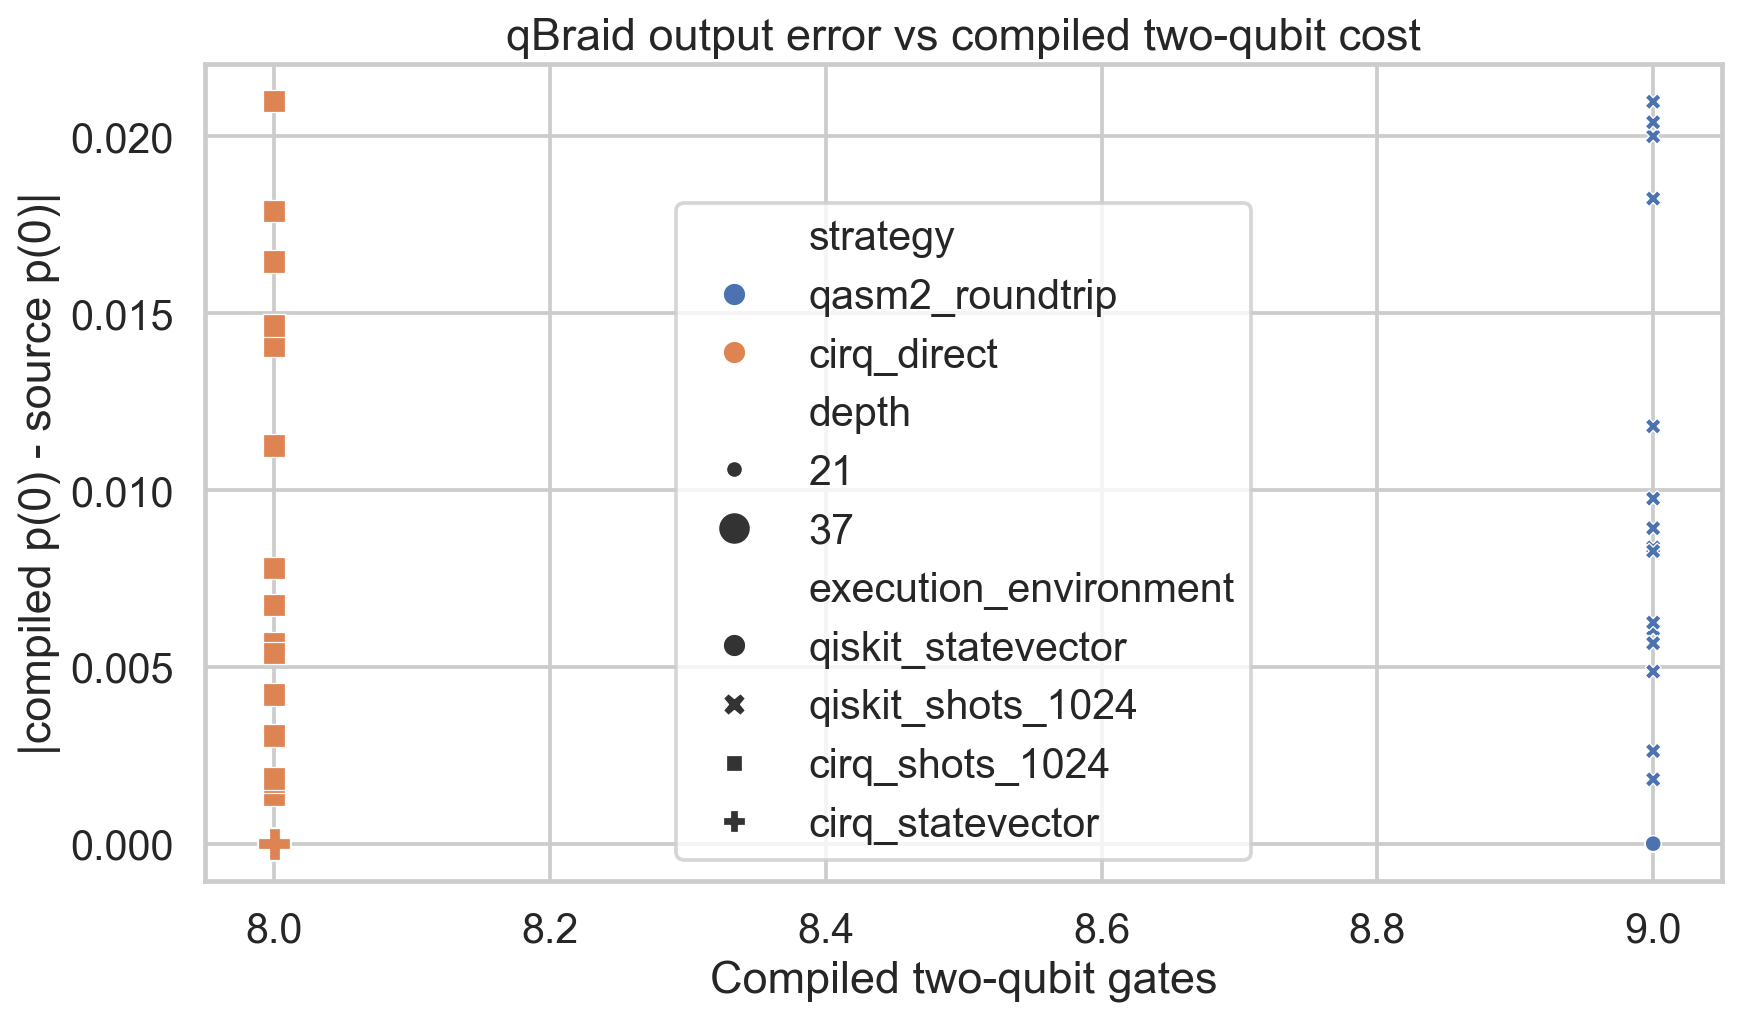 qBraid output error vs compiled two-qubit cost
|compiled p(0) - source p(0)|
0.020
0.015
0.010
0.005
0.000
strategy
qasm2_roundtrip
cirq_direct
depth
21
37
execution_environment
qiskit_statevector
qiskit_shots_1024
cirq_shots_1024
cirq_statevector
8.0 8.2 8.4 8.6 8.8 9.0
Compiled two-qubit gates